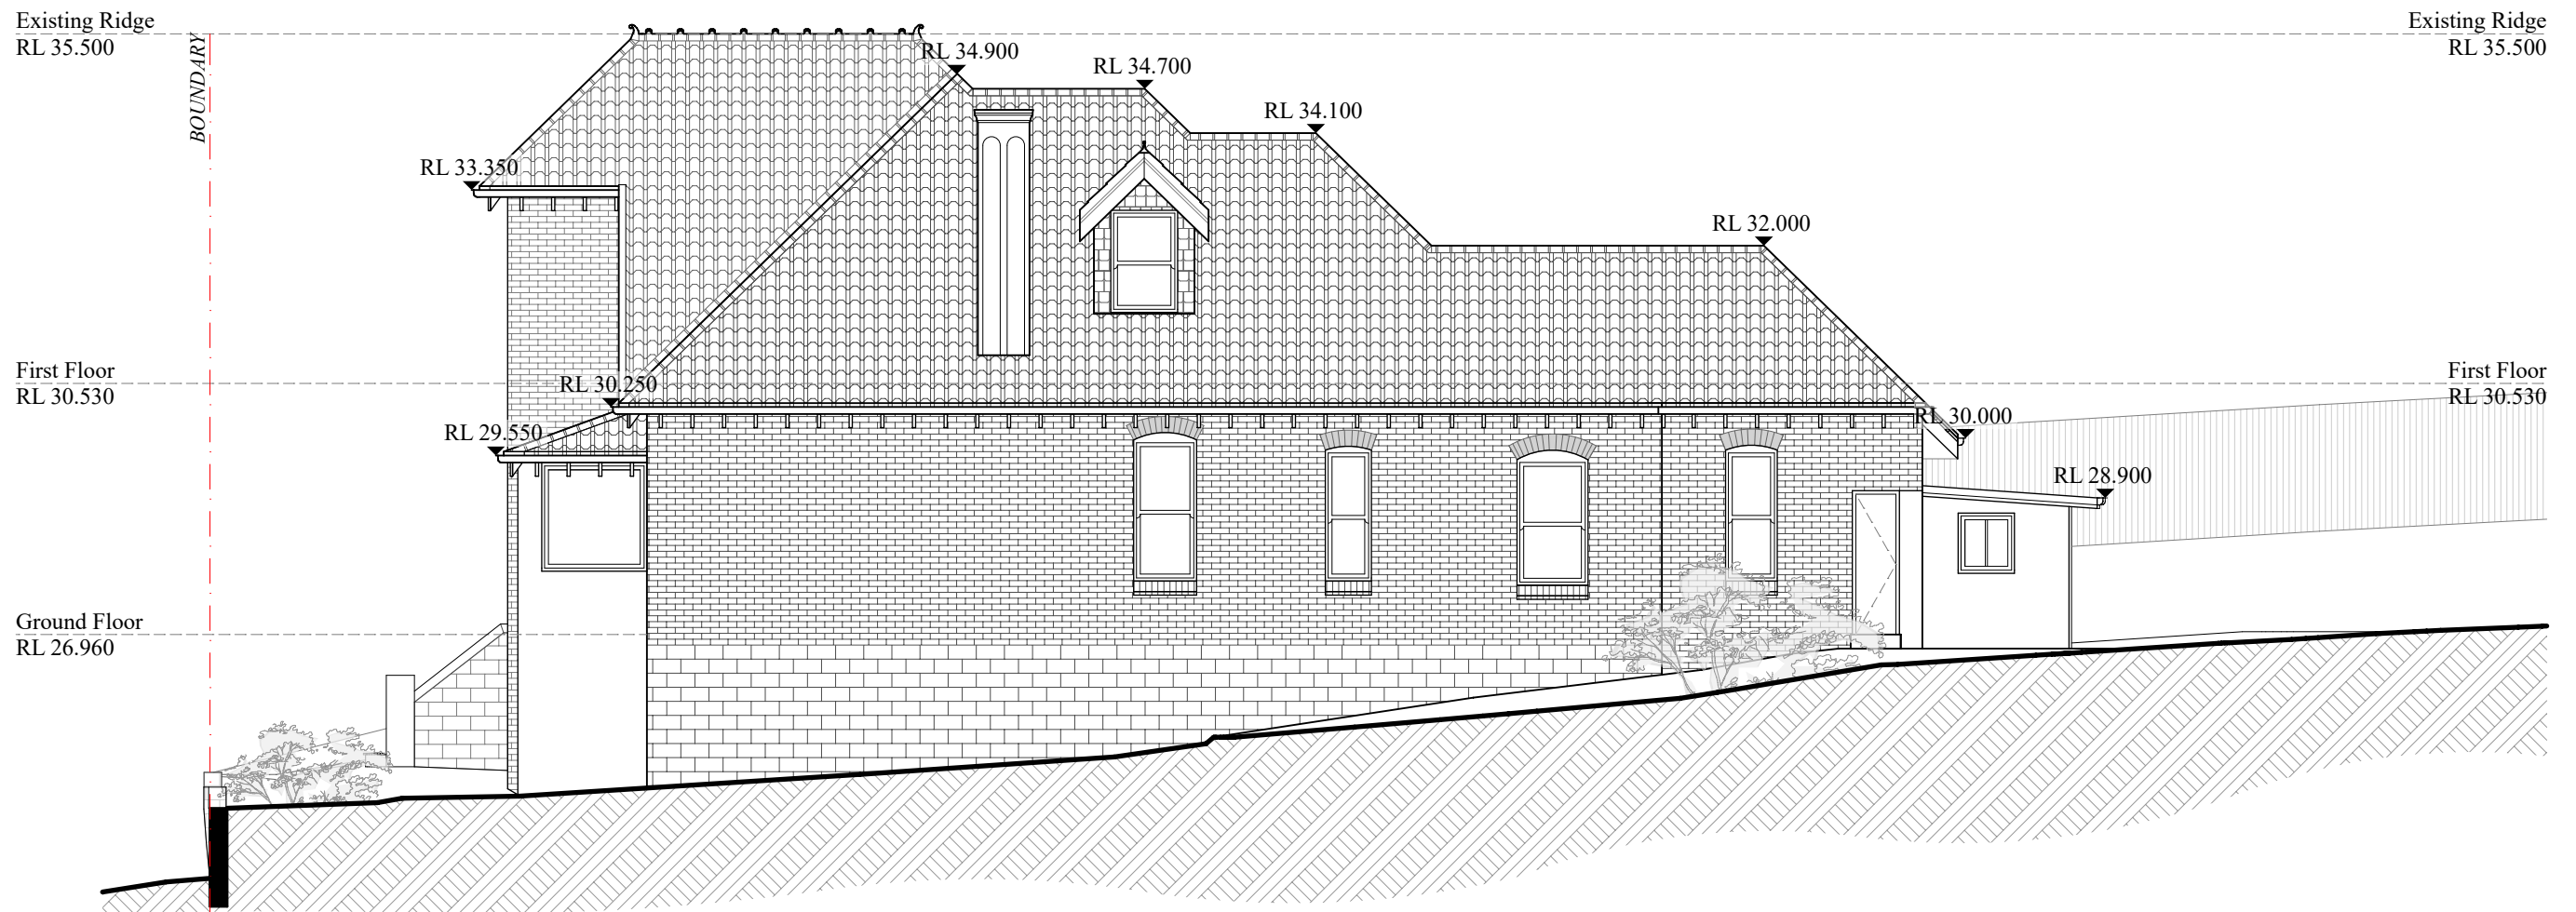 Existing Ridge
RL 35.500
BOUNDARY
RL 34.900
RL 34.700
RL 34.100
Existing Ridge
RL 35.500
RL 33.350
RL 32.000
First Floor
RL 30.530
RL 30.250
First Floor
RL 30.530
RL 29.550
RL 30.000
RL 28.900
Ground Floor
RL 26.960